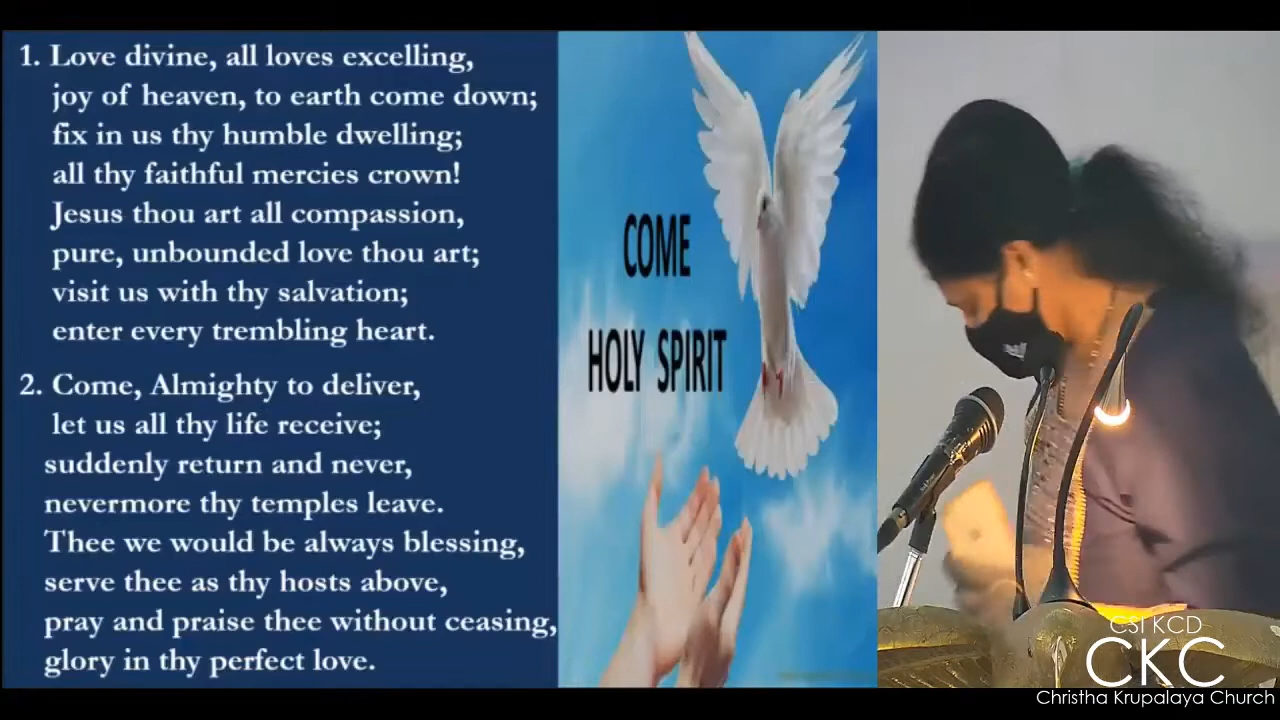 1. Love divine, all loves excelling,
joy of heaven, to earth come down;
fix in us thy humble dwelling;
all thy faithful mercies crown!
Jesus thou art all compassion,
pure, unbounded love thou art;
visit us with thy salvation;
enter every trembling heart.
2. Come, Almighty to deliver,
let us all thy life receive;
suddenly return and never,
nevermore thy temples leave.
Thee we would be always blessing,
serve thee as thy hosts above,
pray and praise thee without ceasing,
glory in thy perfect love.
COME
HOLY SPIRIT
CSI KCD
CKC
Christha Krupalaya Church